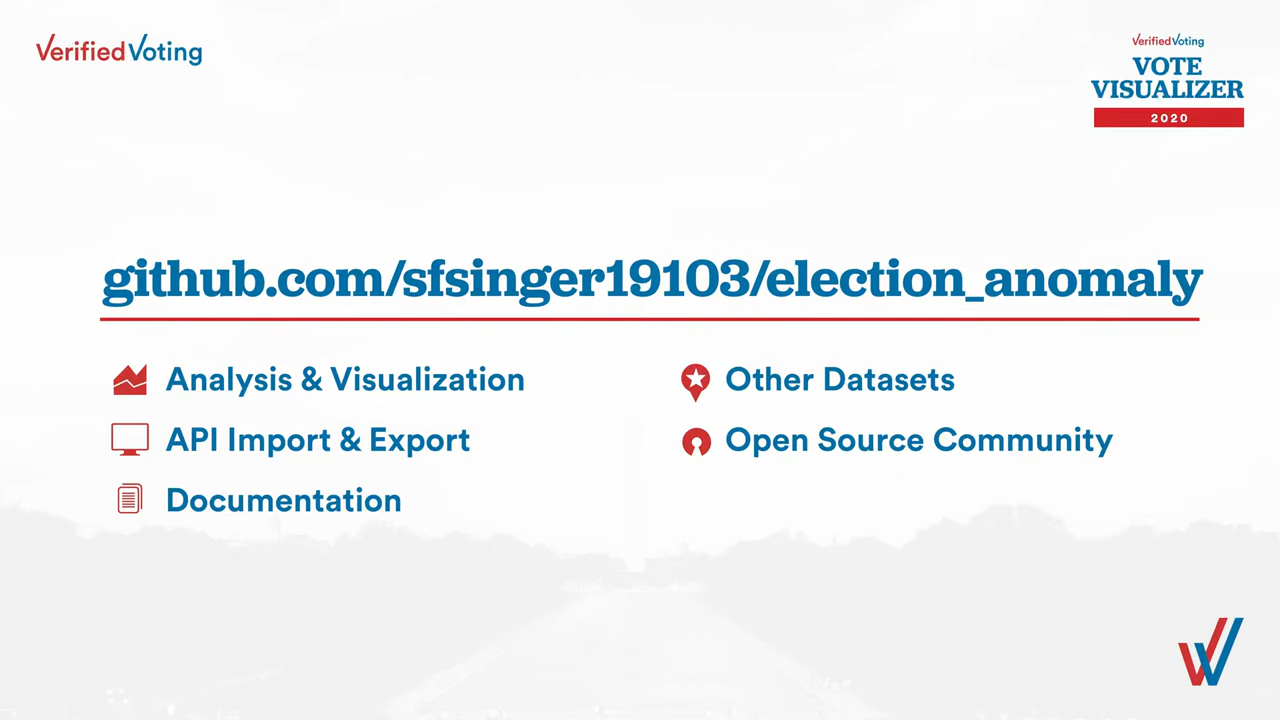 VerifiedVoting
VerifiedVoting
VOTE
VISUALIZER
2020
github.com/sfsinger19103/election_anomaly
Analysis & Visualization
API Import & Export
Documentation
Other Datasets
Open Source Community